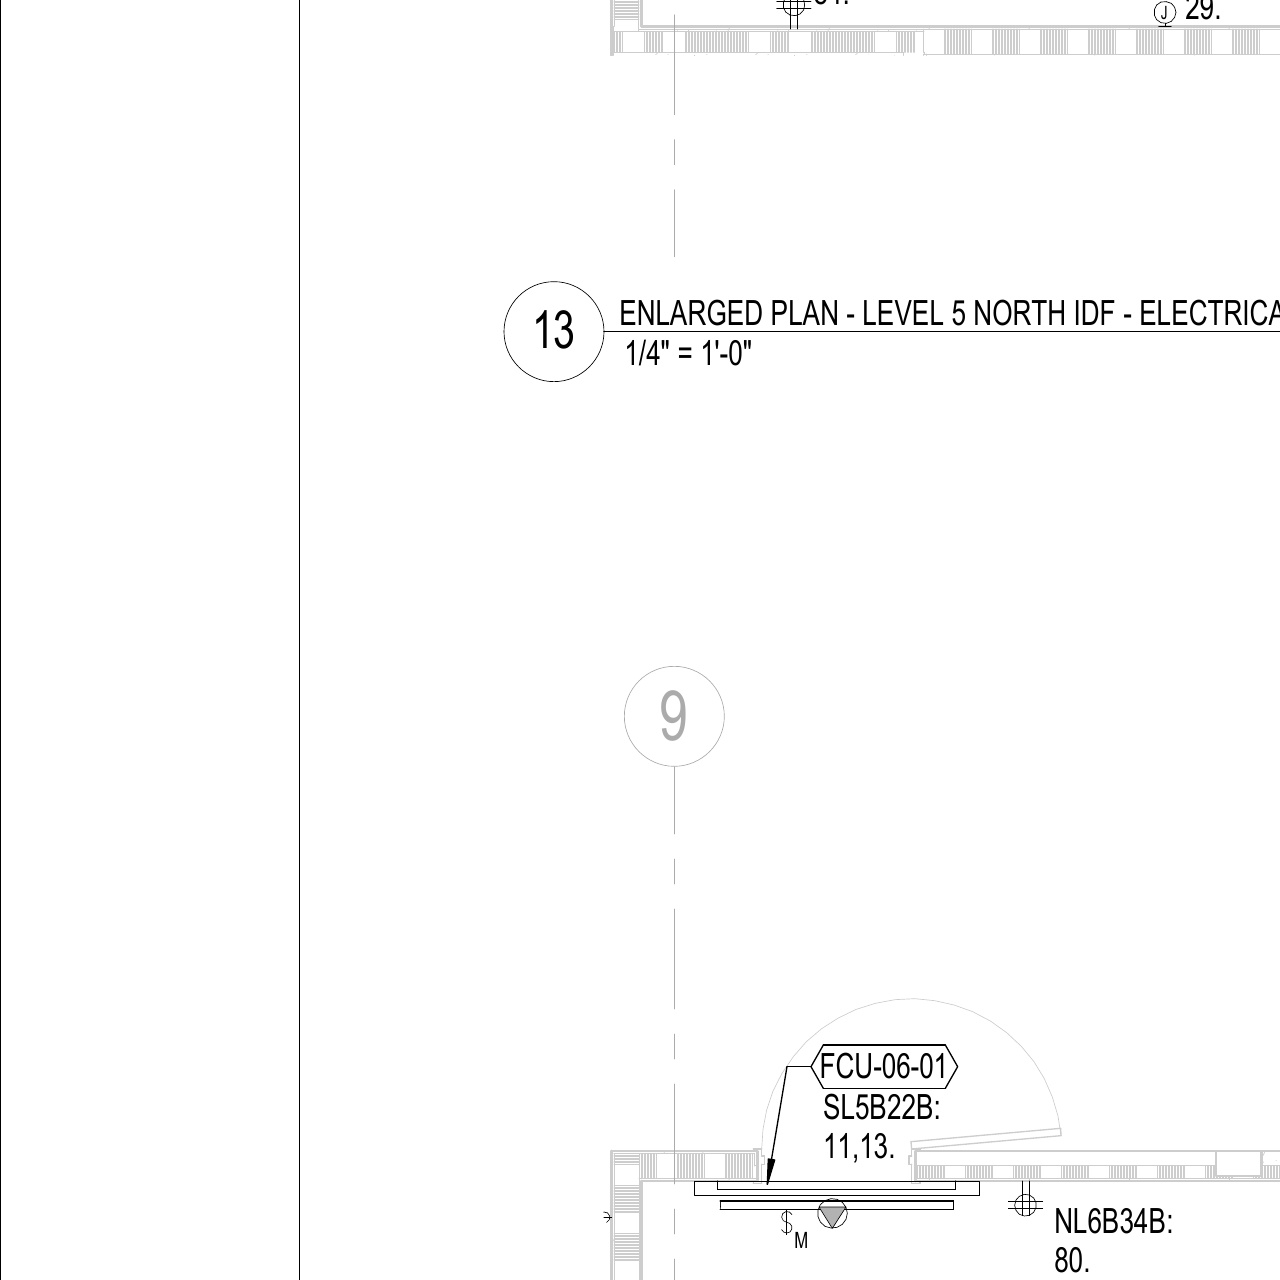 J 29.
13
ENLARGED PLAN - LEVEL 5 NORTH IDF - ELECTRICA
1/4" = 1'-0"
9
FCU-06-01
SL5B22B:
11,13.
$
M
NL6B34B:
80.